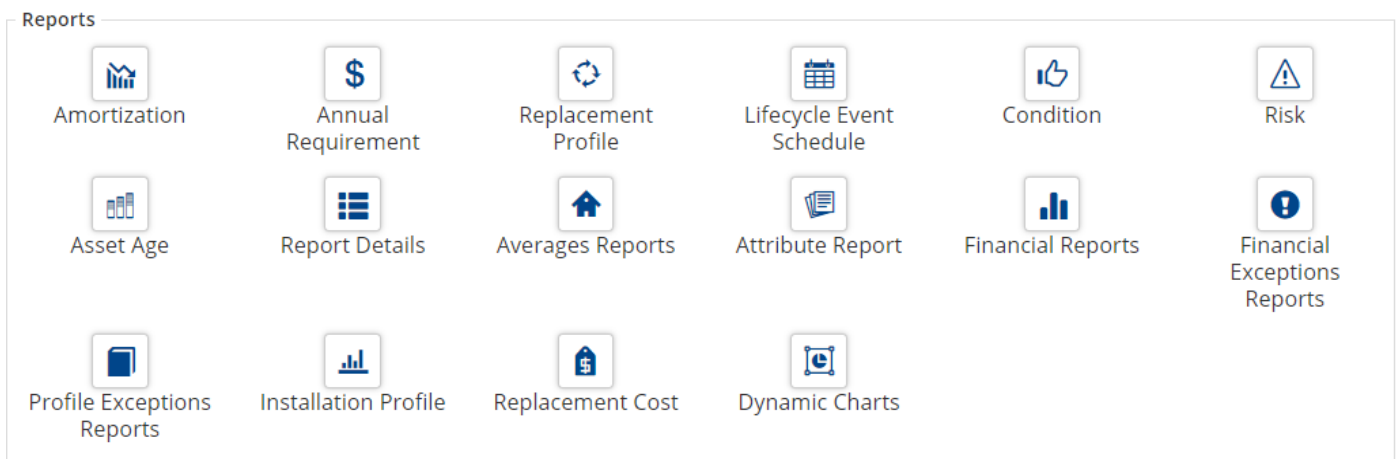 Reports
Amortization
Annual
Requirement
Replacement
Profile
Lifecycle Event
Schedule
Condition
Risk
Asset Age
Report Details
Averages Reports
Attribute Report
Financial Reports
Financial
Exceptions
Reports
Profile Exceptions
Reports
Installation Profile
Replacement Cost
Dynamic Charts